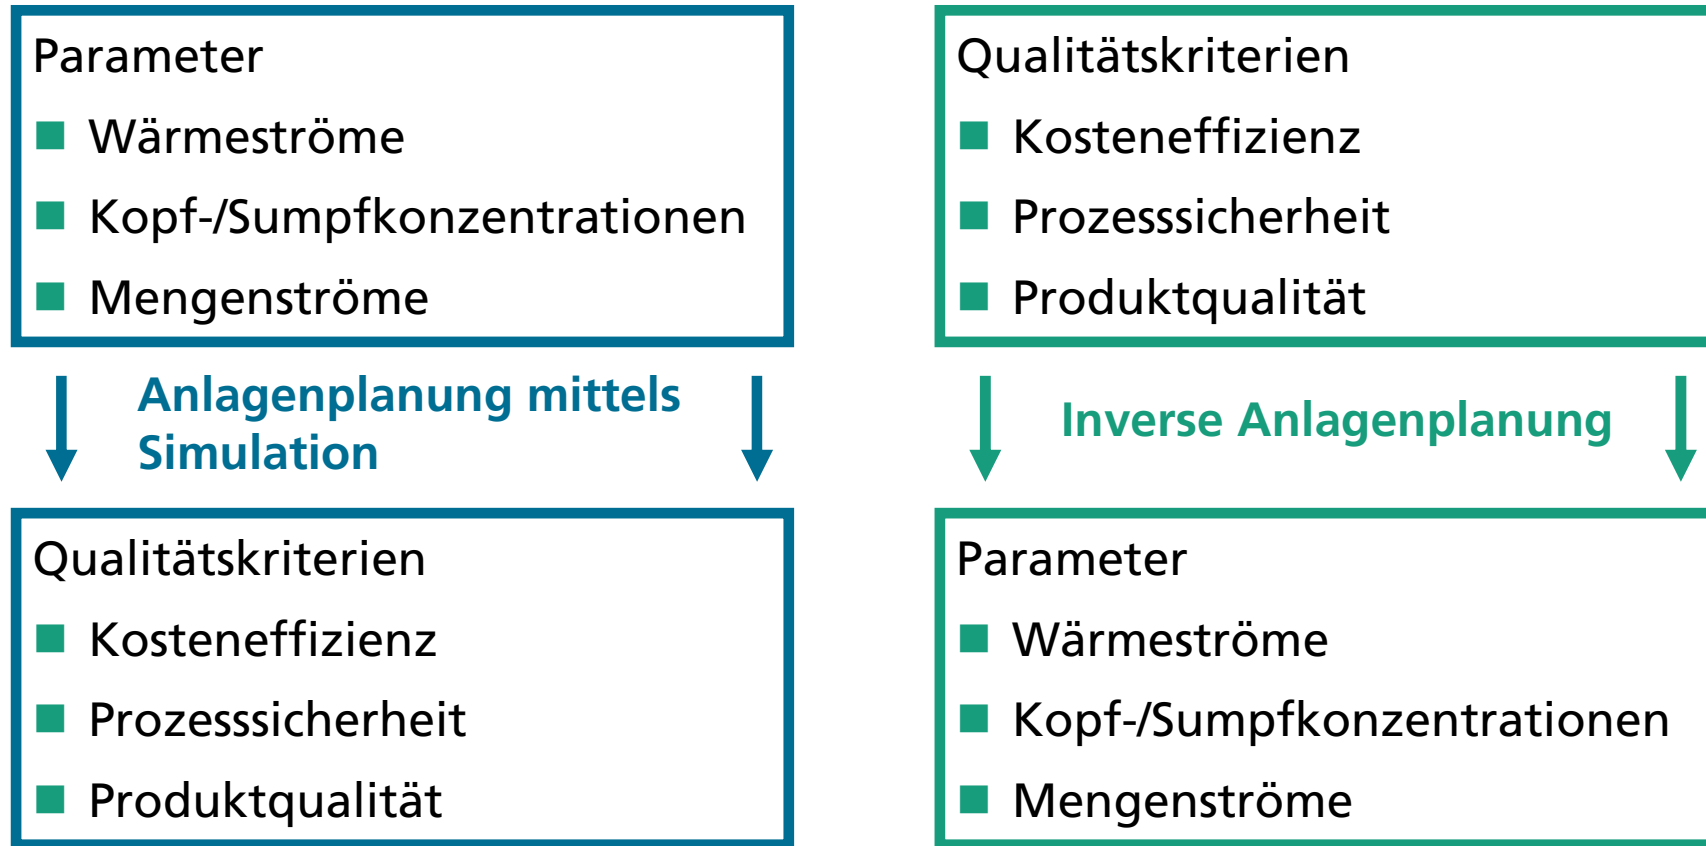 Parameter
Wärmeströme
Kopf-/Sumpfkonzentrationen
Mengenströme
Anlagenplanung mittels
Simulation
Qualitätskriterien
Kosteneffizienz
Prozesssicherheit
Produktqualität
Qualitätskriterien
Kosteneffizienz
Prozesssicherheit
Produktqualität
Inverse Anlagenplanung
Parameter
Wärmeströme
Kopf-/Sumpfkonzentrationen
Mengenströme